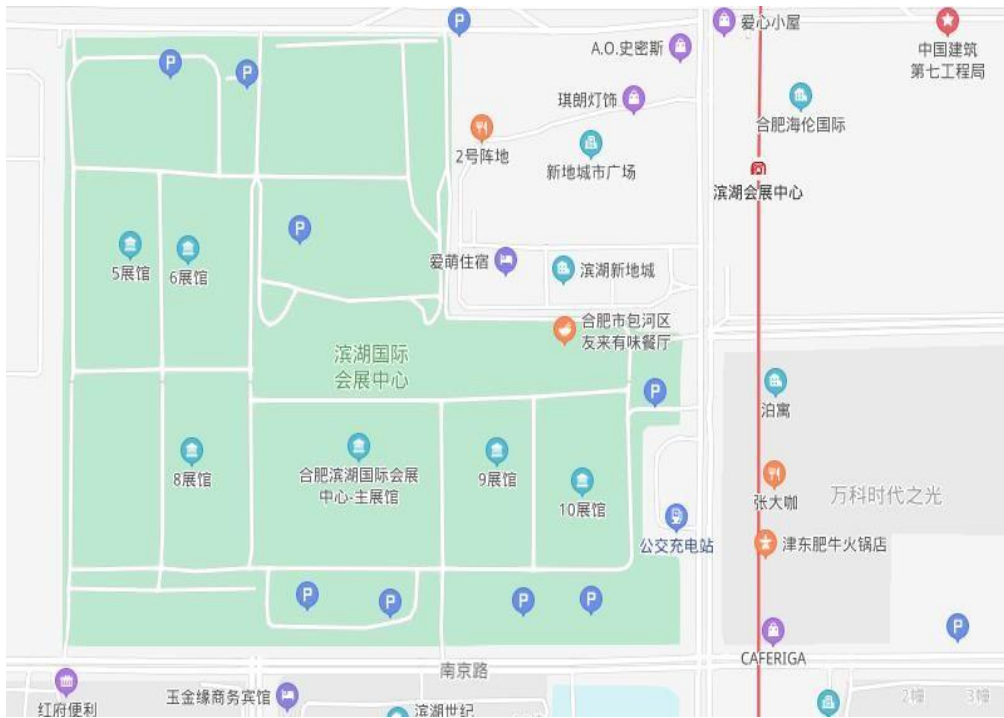 P
爱心小屋
A.O.史密斯
中国建筑
第七工程局
P
P
琪朗灯饰
合肥海伦国际
2号阵地
新地城市广场
滨湖会展中心
P
5展馆
6展馆
爱萌住宿
滨湖新地城
合肥市包河区
友来有味餐厅
滨湖国际
会展中心
P
泊寓
8展馆
合肥滨湖国际会展
中心-主展馆
9展馆
10展馆
张大咖
万科时代之光
公交充电站
津东肥牛火锅店
P
P
P
P
P
CAFERIGA
南京路
红府便利
玉金缘商务宾馆
滨湖世纪
2幢
3幢